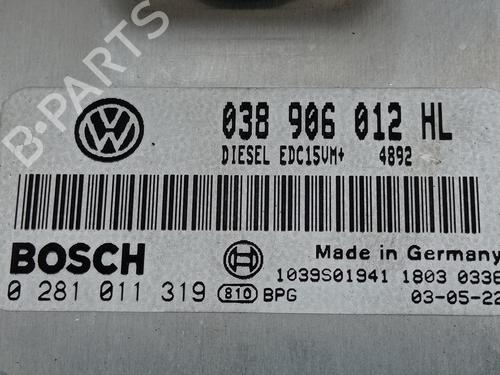 B-PARTS
038 906 012 HL
DIESEL EDC15VM+ 4892
BOSCH
Made in Germany
1039S01941 1803 0338
0 281 011 319 810 BPG 03-05-22